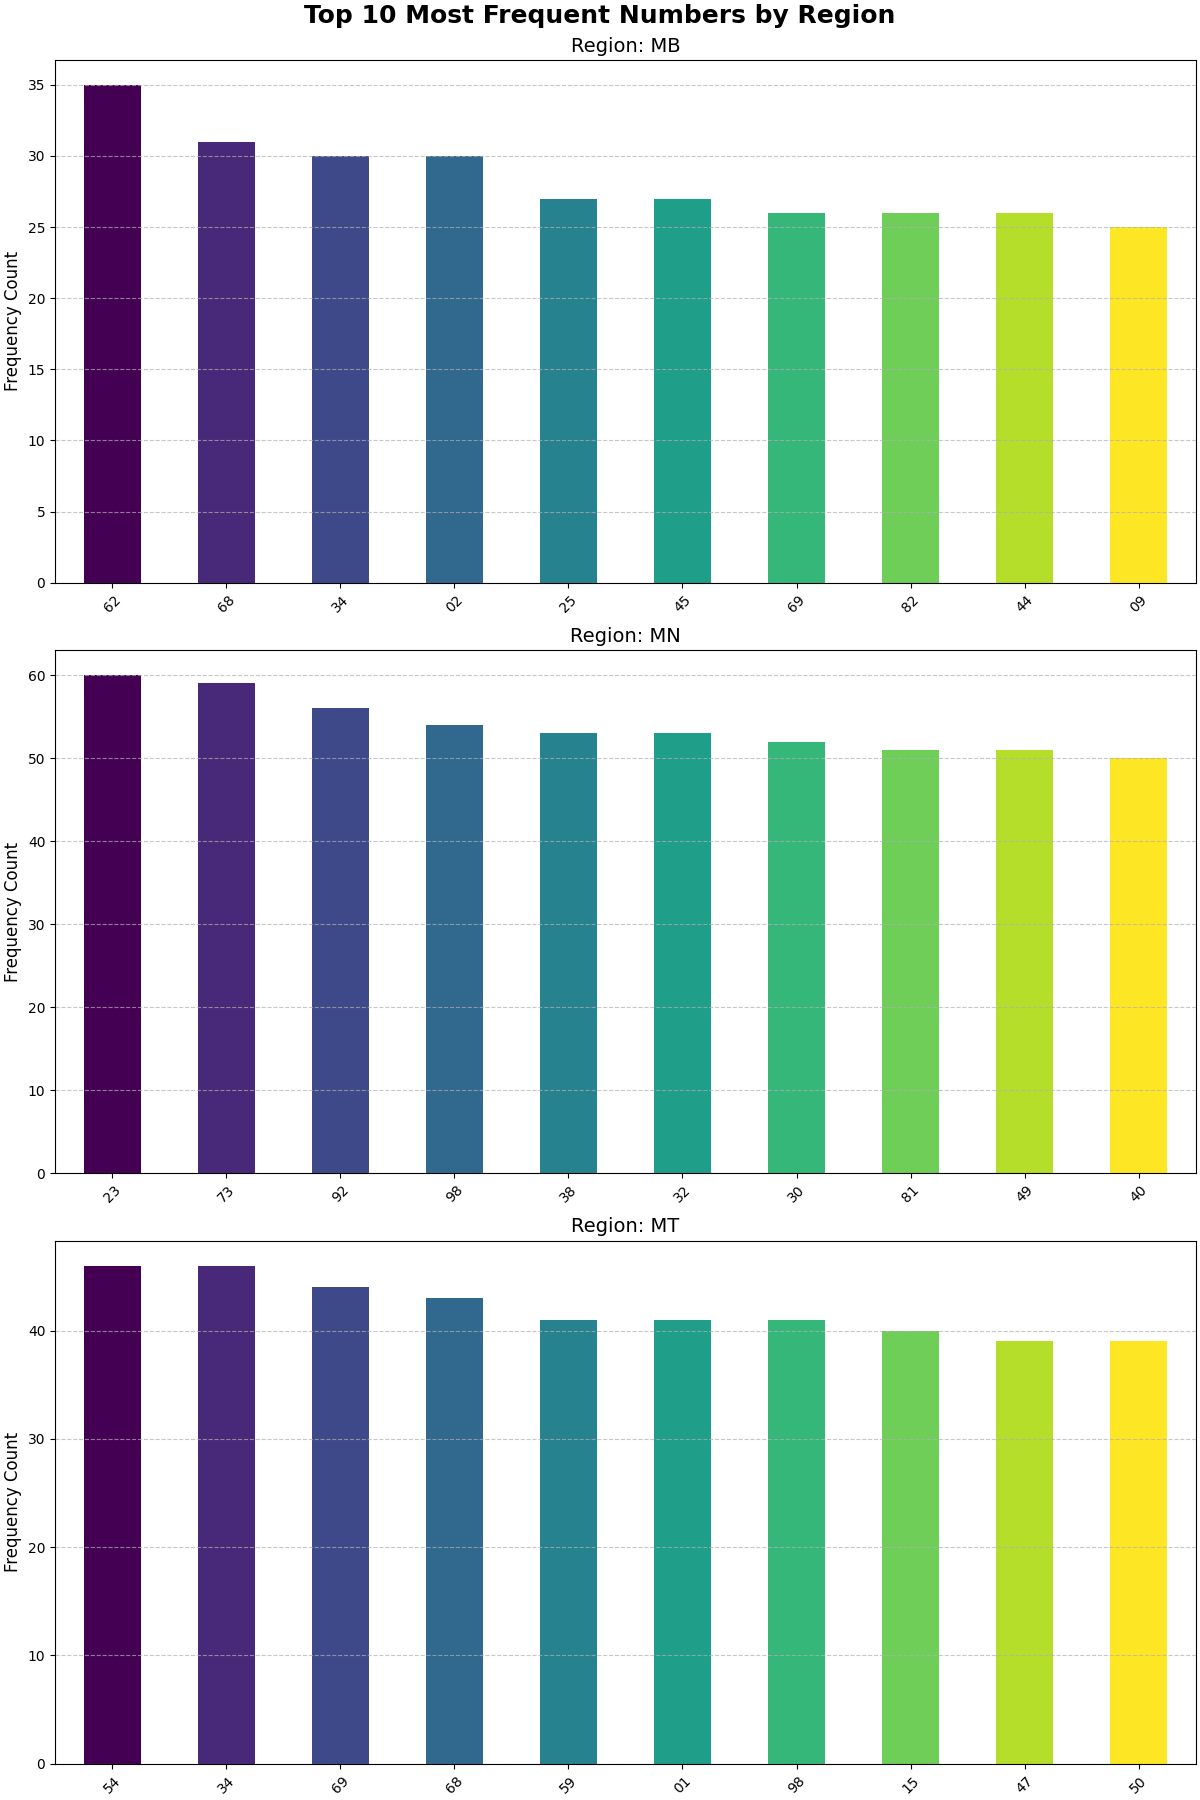 Top 10 Most Frequent Numbers by Region
Region: MB
Frequency Count
35
30
25
20
15
10
5
0
62 68 34 02 25 45 69 82 44 09
Region: MN
Frequency Count
60
50
40
30
20
10
0
23 73 92 98 38 32 30 81 49 40
Region: MT
Frequency Count
40
30
20
10
0
54 34 69 68 59 01 98 15 47 50